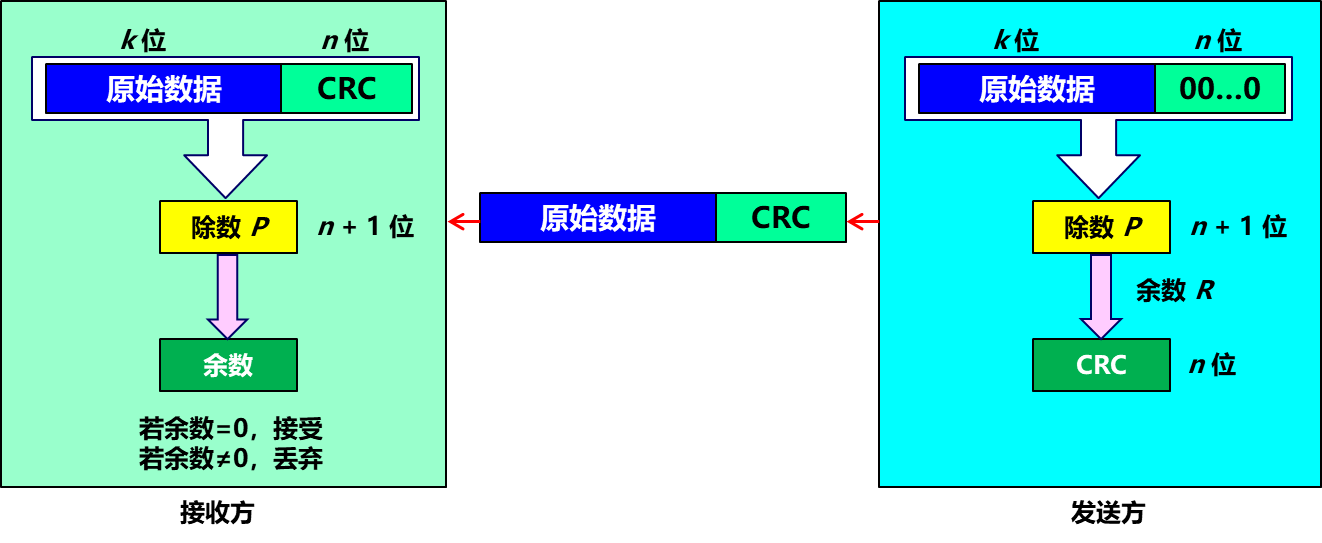 k 位 n 位
原始数据 CRC
除数 P n + 1 位
余数
若余数=0，接受
若余数≠0，丢弃
接收方
原始数据 CRC
k 位 n 位
原始数据 00…0
除数 P n + 1 位
余数 R
CRC n 位
发送方